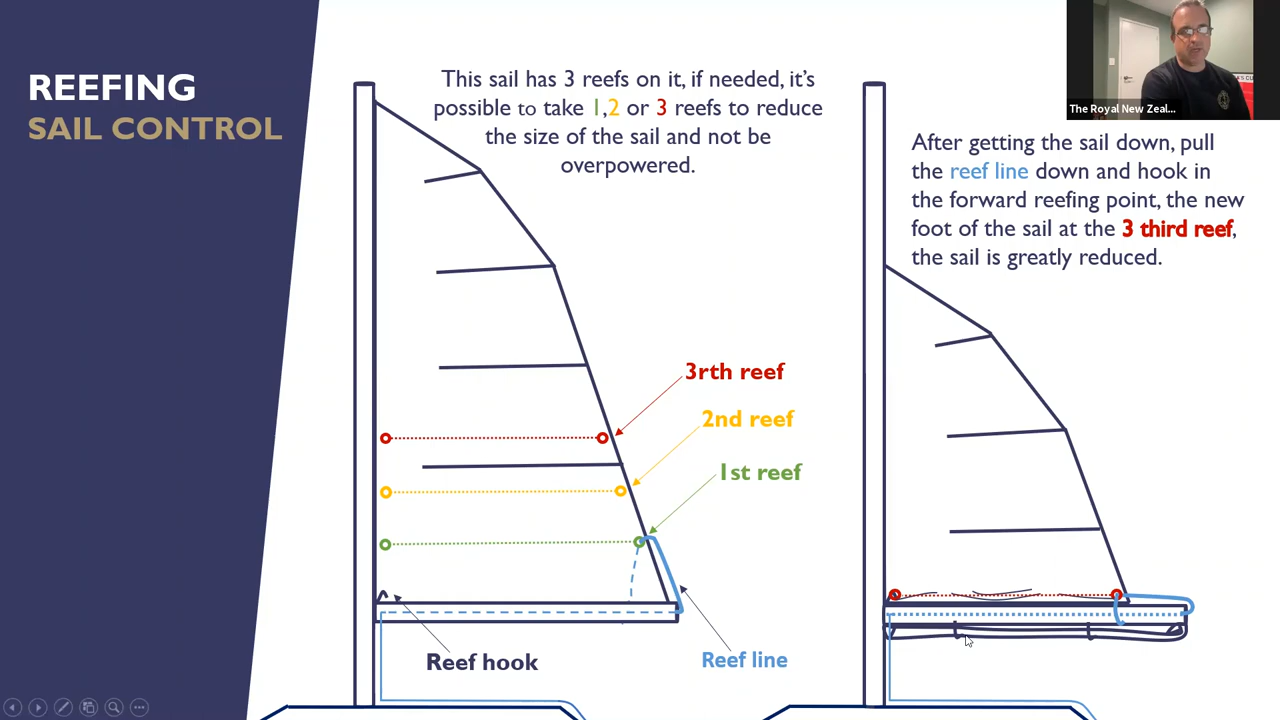 REEFING
SAIL CONTROL
This sail has 3 reefs on it, if needed, it's
possible to take 1,2 or 3 reefs to reduce
the size of the sail and not be
overpowered.
3rth reef
2nd reef
1st reef
Reef hook
Reef line
The Royal New Zeal...
After getting the sail down, pull
the reef line down and hook in
the forward reefing point, the new
foot of the sail at the 3 third reef,
the sail is greatly reduced.